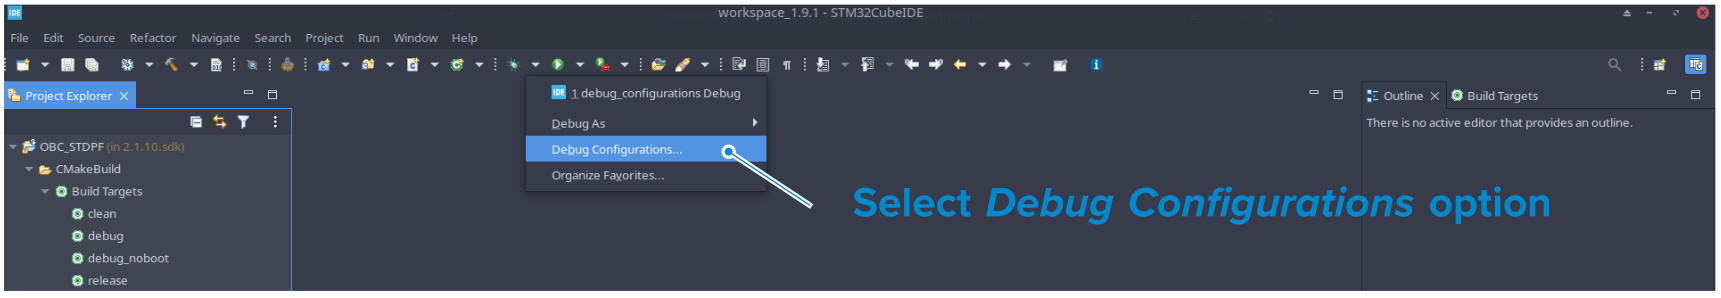 IDE
workspace_1.9.1 - STM32CubeIDE
File Edit Source Refactor Navigate Search Project Run Window Help
Project Explorer
IDE 1 debug_configurations Debug
Debug As
Debug Configurations...
Organize Favorites...
OBC_STDPF (in 2.1.10.sdk)
CMakeBuild
Build Targets
clean
debug
debug_noboot
release
Select Debug Configurations option
Outline
Build Targets
There is no active editor that provides an outline.